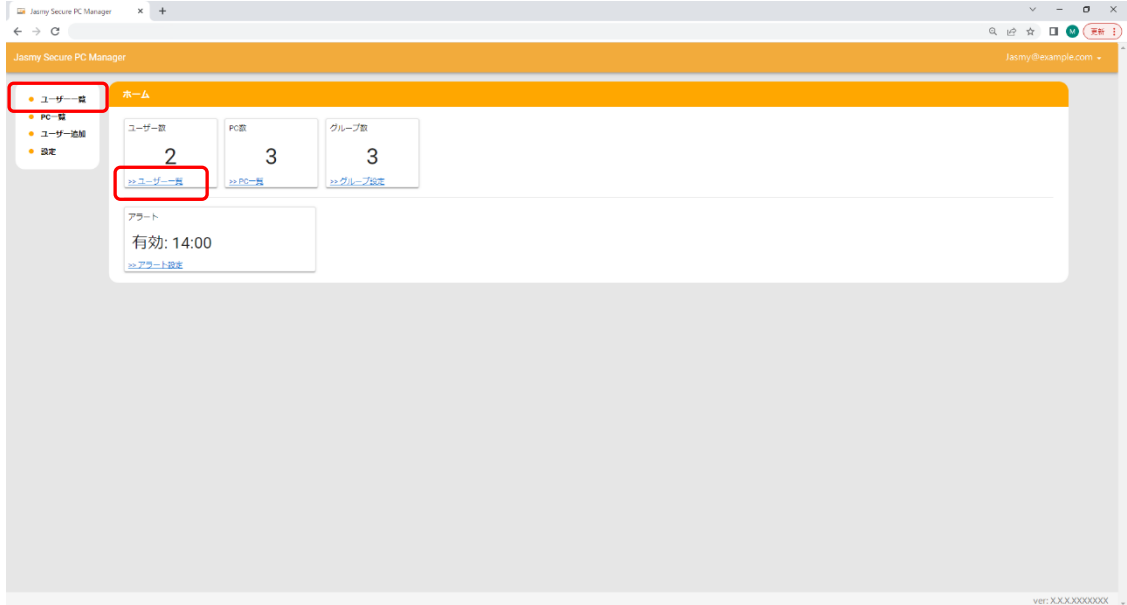 Jasmy Secure PC Manager
更新
Jasmy Secure PC Manager
Jasmy@example.com
ユーザー一覧
PC一覧
ユーザー追加
設定
ホーム
ユーザー数
2
>> ユーザー一覧
PC数
3
>> PC一覧
グループ数
3
>> グループ設定
アラート
有効: 14:00
>> アラート設定
ver: X.X.X.XXXXXXX